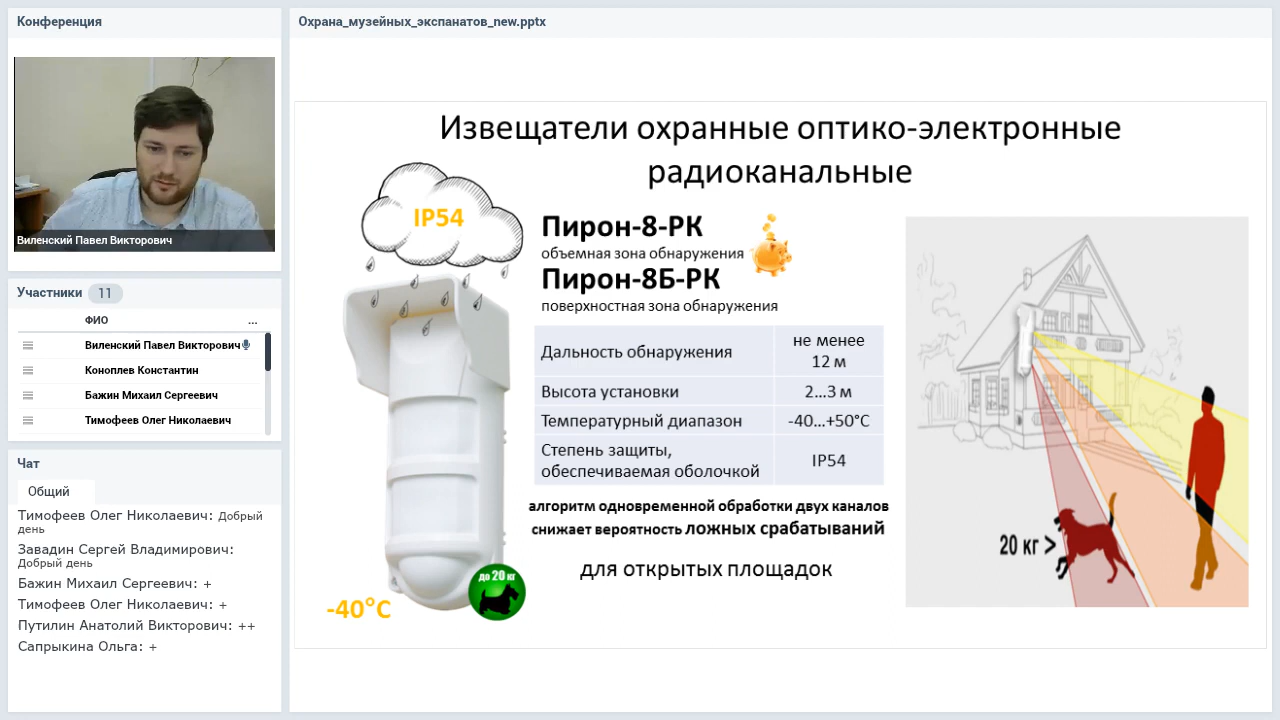 Конференция
Виленский Павел Викторович
Участники 11
ФИО ...
Виленский Павел Викторович
Коноплев Константин
Бажин Михаил Сергеевич
Тимофеев Олег Николаевич
Чат
Общий
Тимофеев Олег Николаевич: Добрый
день
Завадин Сергей Владимирович:
Добрый день
Бажин Михаил Сергеевич: +
Тимофеев Олег Николаевич: +
Путилин Анатолий Викторович: ++
Сапрыкина Ольга: +
Охрана_музейных_экспанатов_new.pptx
Извещатели охранные оптико-электронные
радиоканальные
IP54
Пирон-8-РК
объемная зона обнаружения
Пирон-8Б-РК
поверхностная зона обнаружения
Дальность обнаружения не менее
12 м
Высота установки 2...3 м
Температурный диапазон -40...+50°С
Степень защиты,
обеспечиваемая оболочкой IP54
алгоритм одновременной обработки двух каналов
снижает вероятность ложных срабатываний
для открытых площадок
до 20 кг
-40°С
20 кг >